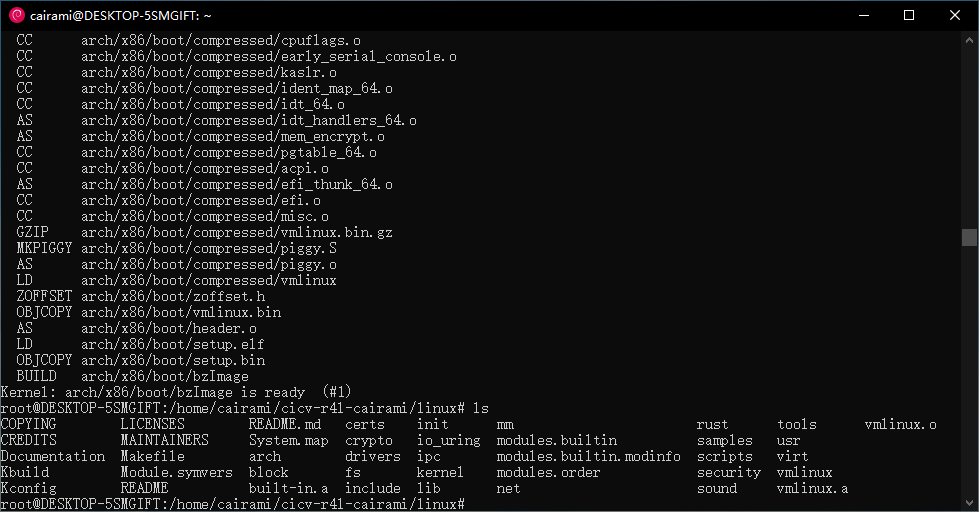 cairami@DESKTOP-5SMGIFT: ~
CC arch/x86/boot/compressed/cpuflags.o
CC arch/x86/boot/compressed/early_serial_console.o
CC arch/x86/boot/compressed/kaslr.o
CC arch/x86/boot/compressed/ident_map_64.o
CC arch/x86/boot/compressed/idt_64.o
AS arch/x86/boot/compressed/idt_handlers_64.o
AS arch/x86/boot/compressed/mem_encrypt.o
CC arch/x86/boot/compressed/pgtable_64.o
CC arch/x86/boot/compressed/acpi.o
AS arch/x86/boot/compressed/efi_thunk_64.o
CC arch/x86/boot/compressed/efi.o
CC arch/x86/boot/compressed/misc.o
GZIP arch/x86/boot/compressed/vmlinux.bin.gz
MKPIGGY arch/x86/boot/compressed/piggy.S
AS arch/x86/boot/compressed/piggy.o
LD arch/x86/boot/compressed/vmlinux
ZOFFSET arch/x86/boot/zoffset.h
OBJCOPY arch/x86/boot/vmlinux.bin
AS arch/x86/boot/header.o
LD arch/x86/boot/setup.elf
OBJCOPY arch/x86/boot/setup.bin
BUILD arch/x86/boot/bzImage
Kernel: arch/x86/boot/bzImage is ready (#1)
root@DESKTOP-5SMGIFT:/home/cairami/cicv-r4l-cairami/linux# ls
COPYING LICENSES README.md certs init mm rust tools vmlinux.o
CREDITS MAINTAINERS System.map crypto io_uring modules.builtin samples usr
Documentation Makefile arch drivers ipc modules.builtin.modinfo scripts virt
Kbuild Module.symvers block fs kernel modules.order security vmlinux
Kconfig README built-in.a include lib net sound vmlinux.a
root@DESKTOP-5SMGIFT:/home/cairami/cicv-r4l-cairami/linux#